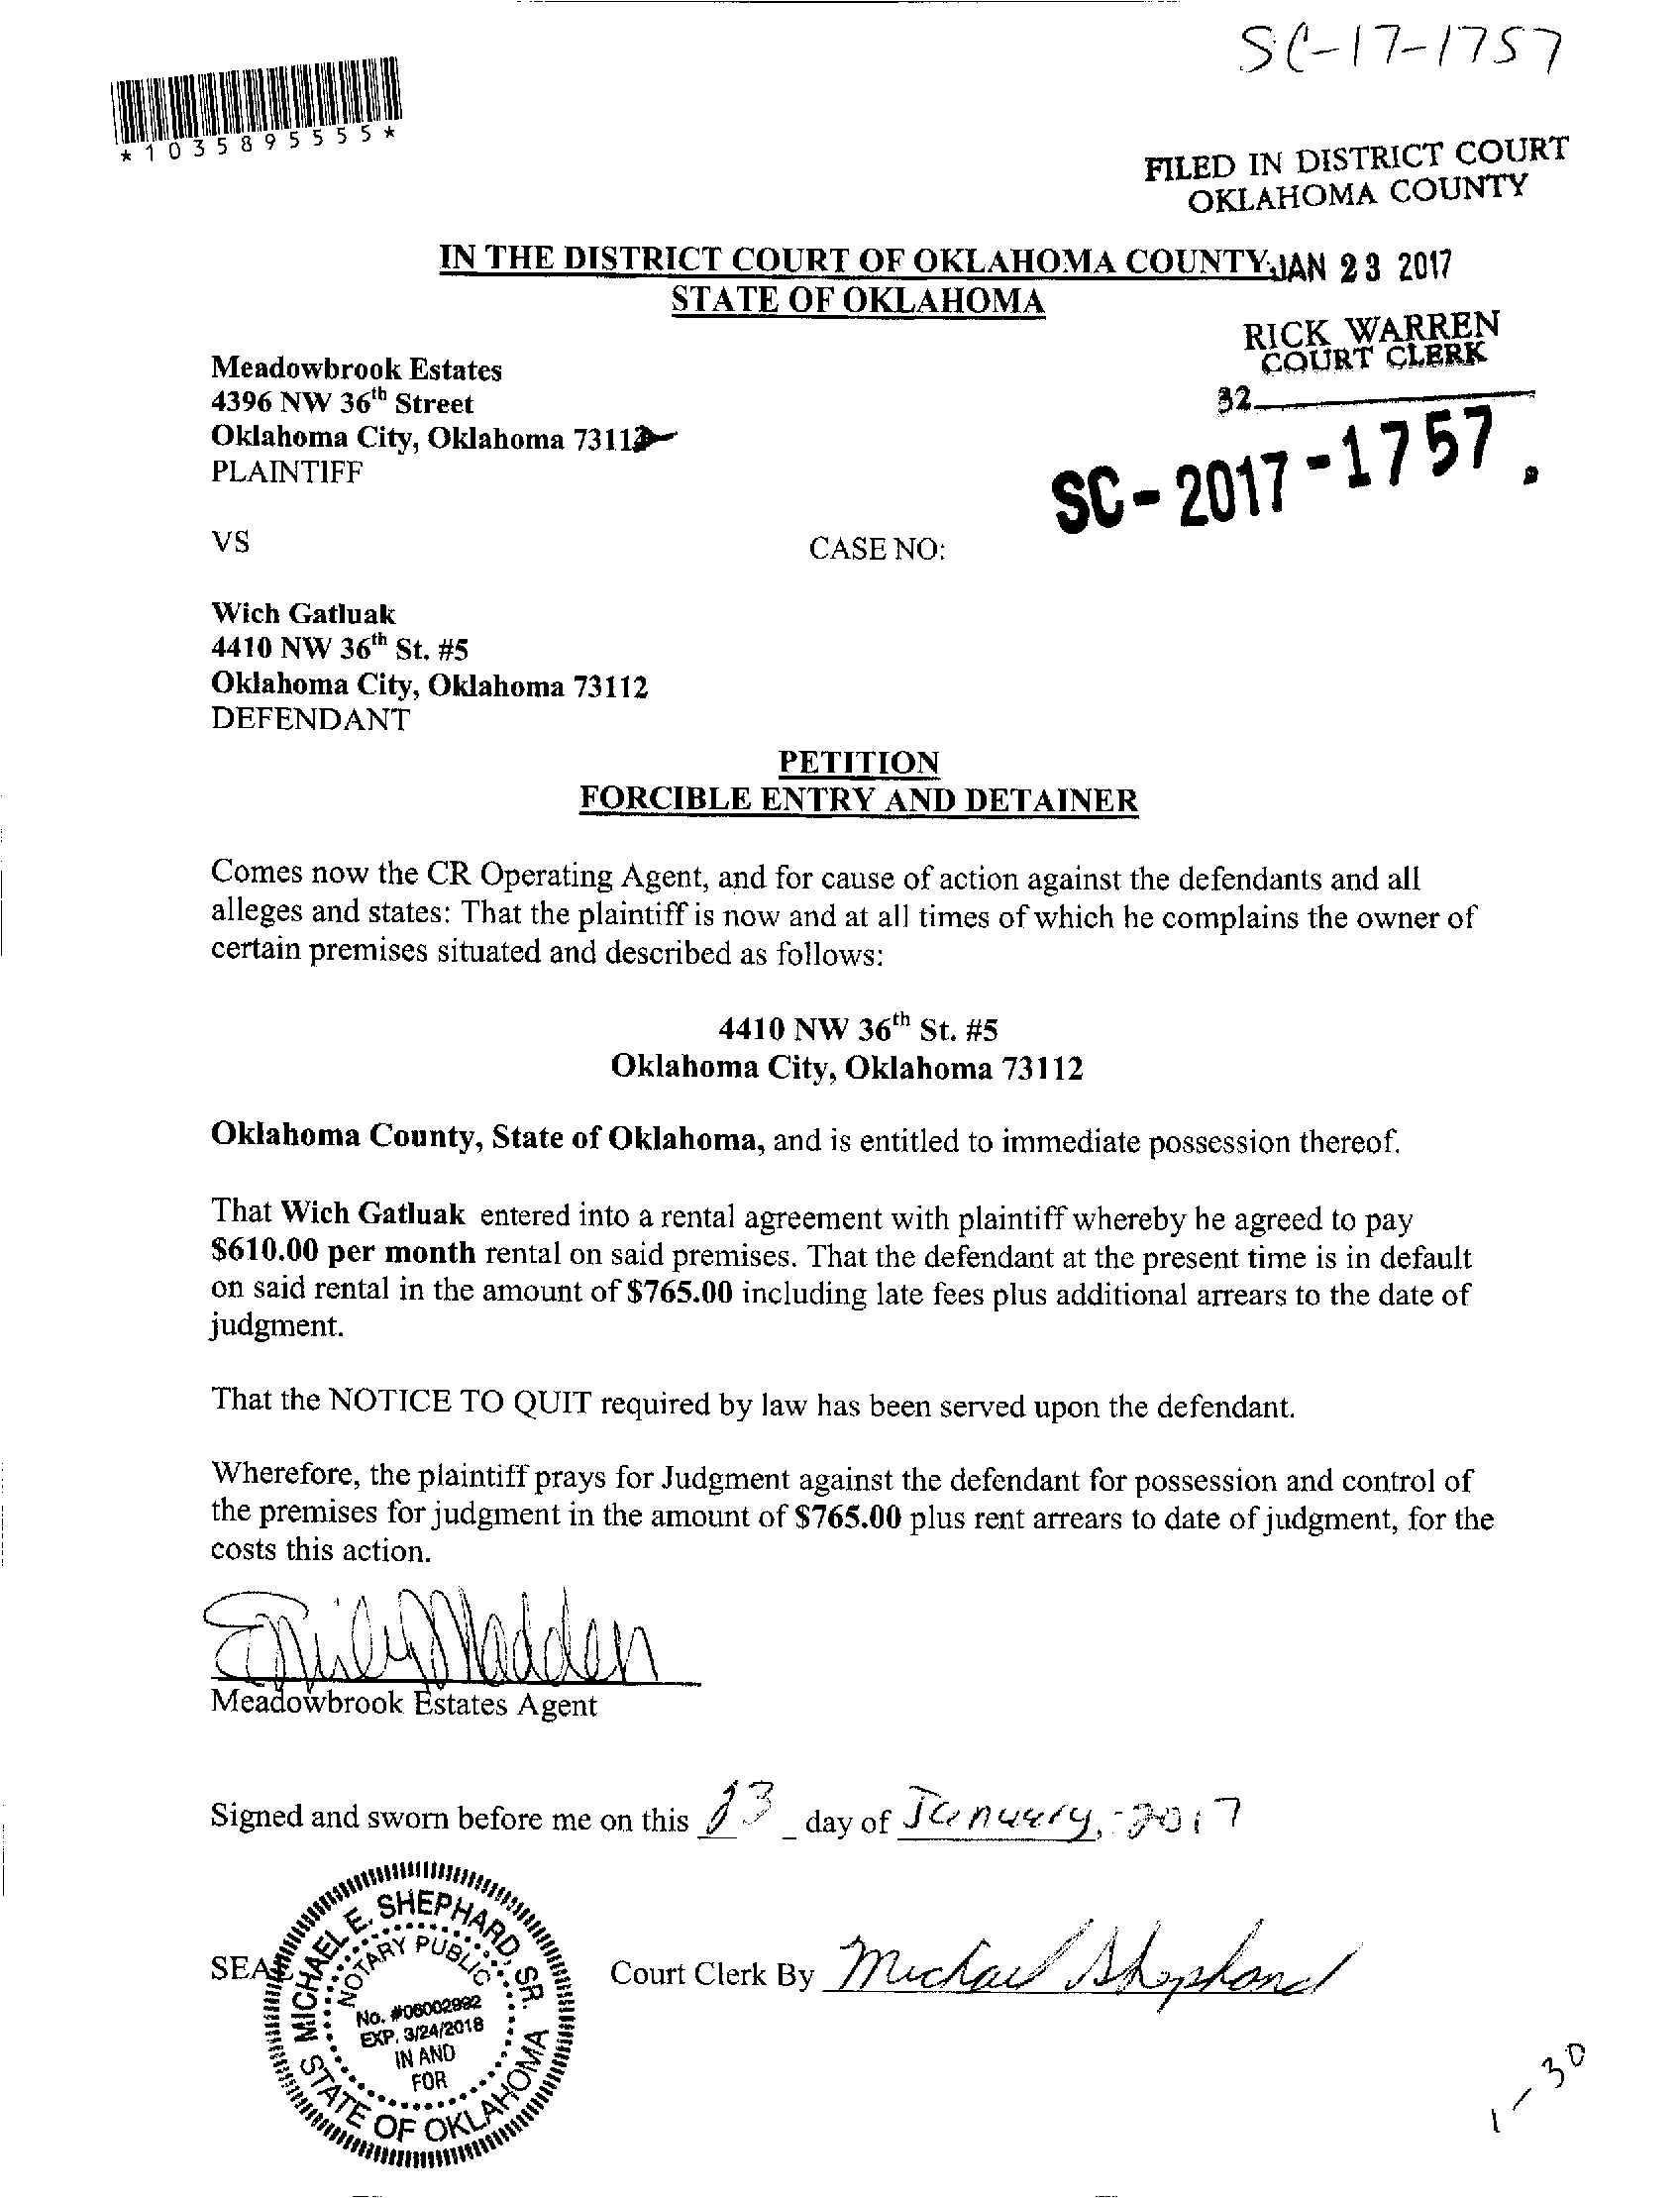 SC-17-1757
*1035895555*
FILED IN DISTRICT COURT
OKLAHOMA COUNTY
IN THE DISTRICT COURT OF OKLAHOMA COUNTY JAN 23 2017
STATE OF OKLAHOMA
RICK WARREN
COURT CLERK
32
Meadowbrook Estates
4396 NW 36th Street
Oklahoma City, Oklahoma 73112
PLAINTIFF
SC-2017-1757
VS
CASE NO:
Wich Gatluak
4410 NW 36th St. #5
Oklahoma City, Oklahoma 73112
DEFENDANT
PETITION
FORCIBLE ENTRY AND DETAINER
Comes now the CR Operating Agent, and for cause of action against the defendants and all
alleges and states: That the plaintiff is now and at all times of which he complains the owner of
certain premises situated and described as follows:
4410 NW 36th St. #5
Oklahoma City, Oklahoma 73112
Oklahoma County, State of Oklahoma, and is entitled to immediate possession thereof.
That Wich Gatluak entered into a rental agreement with plaintiff whereby he agreed to pay
$610.00 per month rental on said premises. That the defendant at the present time is in default
on said rental in the amount of $765.00 including late fees plus additional arrears to the date of
judgment.
That the NOTICE TO QUIT required by law has been served upon the defendant.
Wherefore, the plaintiff prays for Judgment against the defendant for possession and control of
the premises for judgment in the amount of $765.00 plus rent arrears to date of judgment, for the
costs this action.
Emily Madden
Meadowbrook Estates Agent
Signed and sworn before me on this 23 day of January, 2017
SEAL
MICHAEL E. SHEPHARD, SR.
NOTARY PUBLIC
No. #06002992
EXP. 3/24/2018
IN AND
FOR
STATE OF OKLAHOMA
Court Clerk By Michael Shephard
1-30